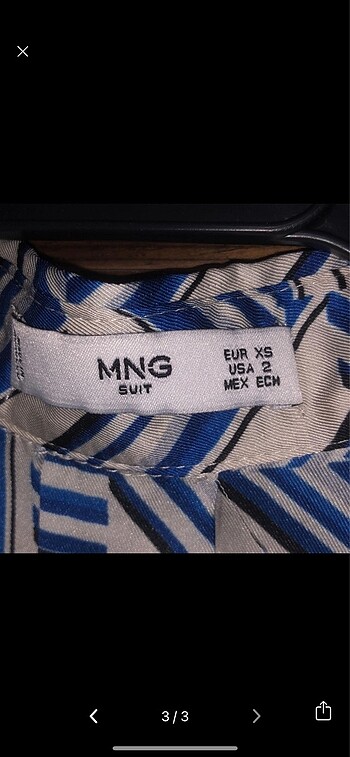 MNG
SUIT
EUR XS
USA 2
MEX ECH
3/3